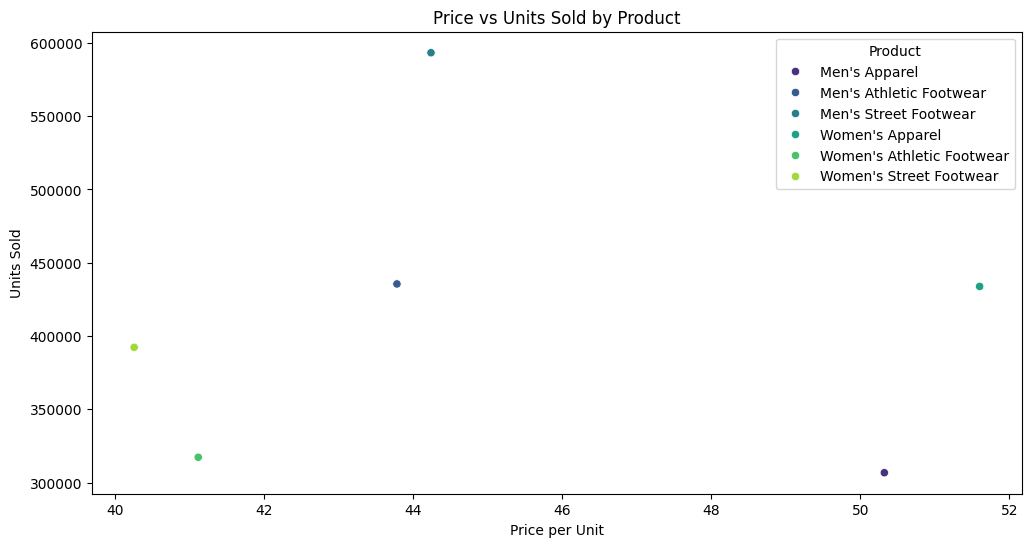 Price vs Units Sold by Product
600000
550000
500000
450000
400000
350000
300000
Units Sold
40
42
44
46
48
50
52
Price per Unit
Product
Men's Apparel
Men's Athletic Footwear
Men's Street Footwear
Women's Apparel
Women's Athletic Footwear
Women's Street Footwear